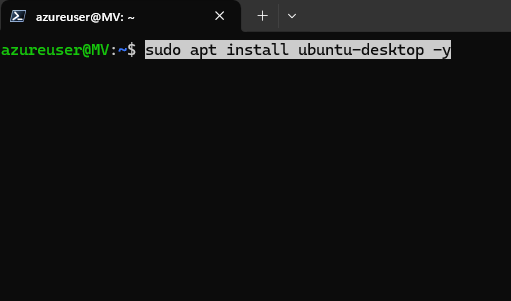 azureuser@MV: ~
azureuser@MV:~$ sudo apt install ubuntu-desktop -y